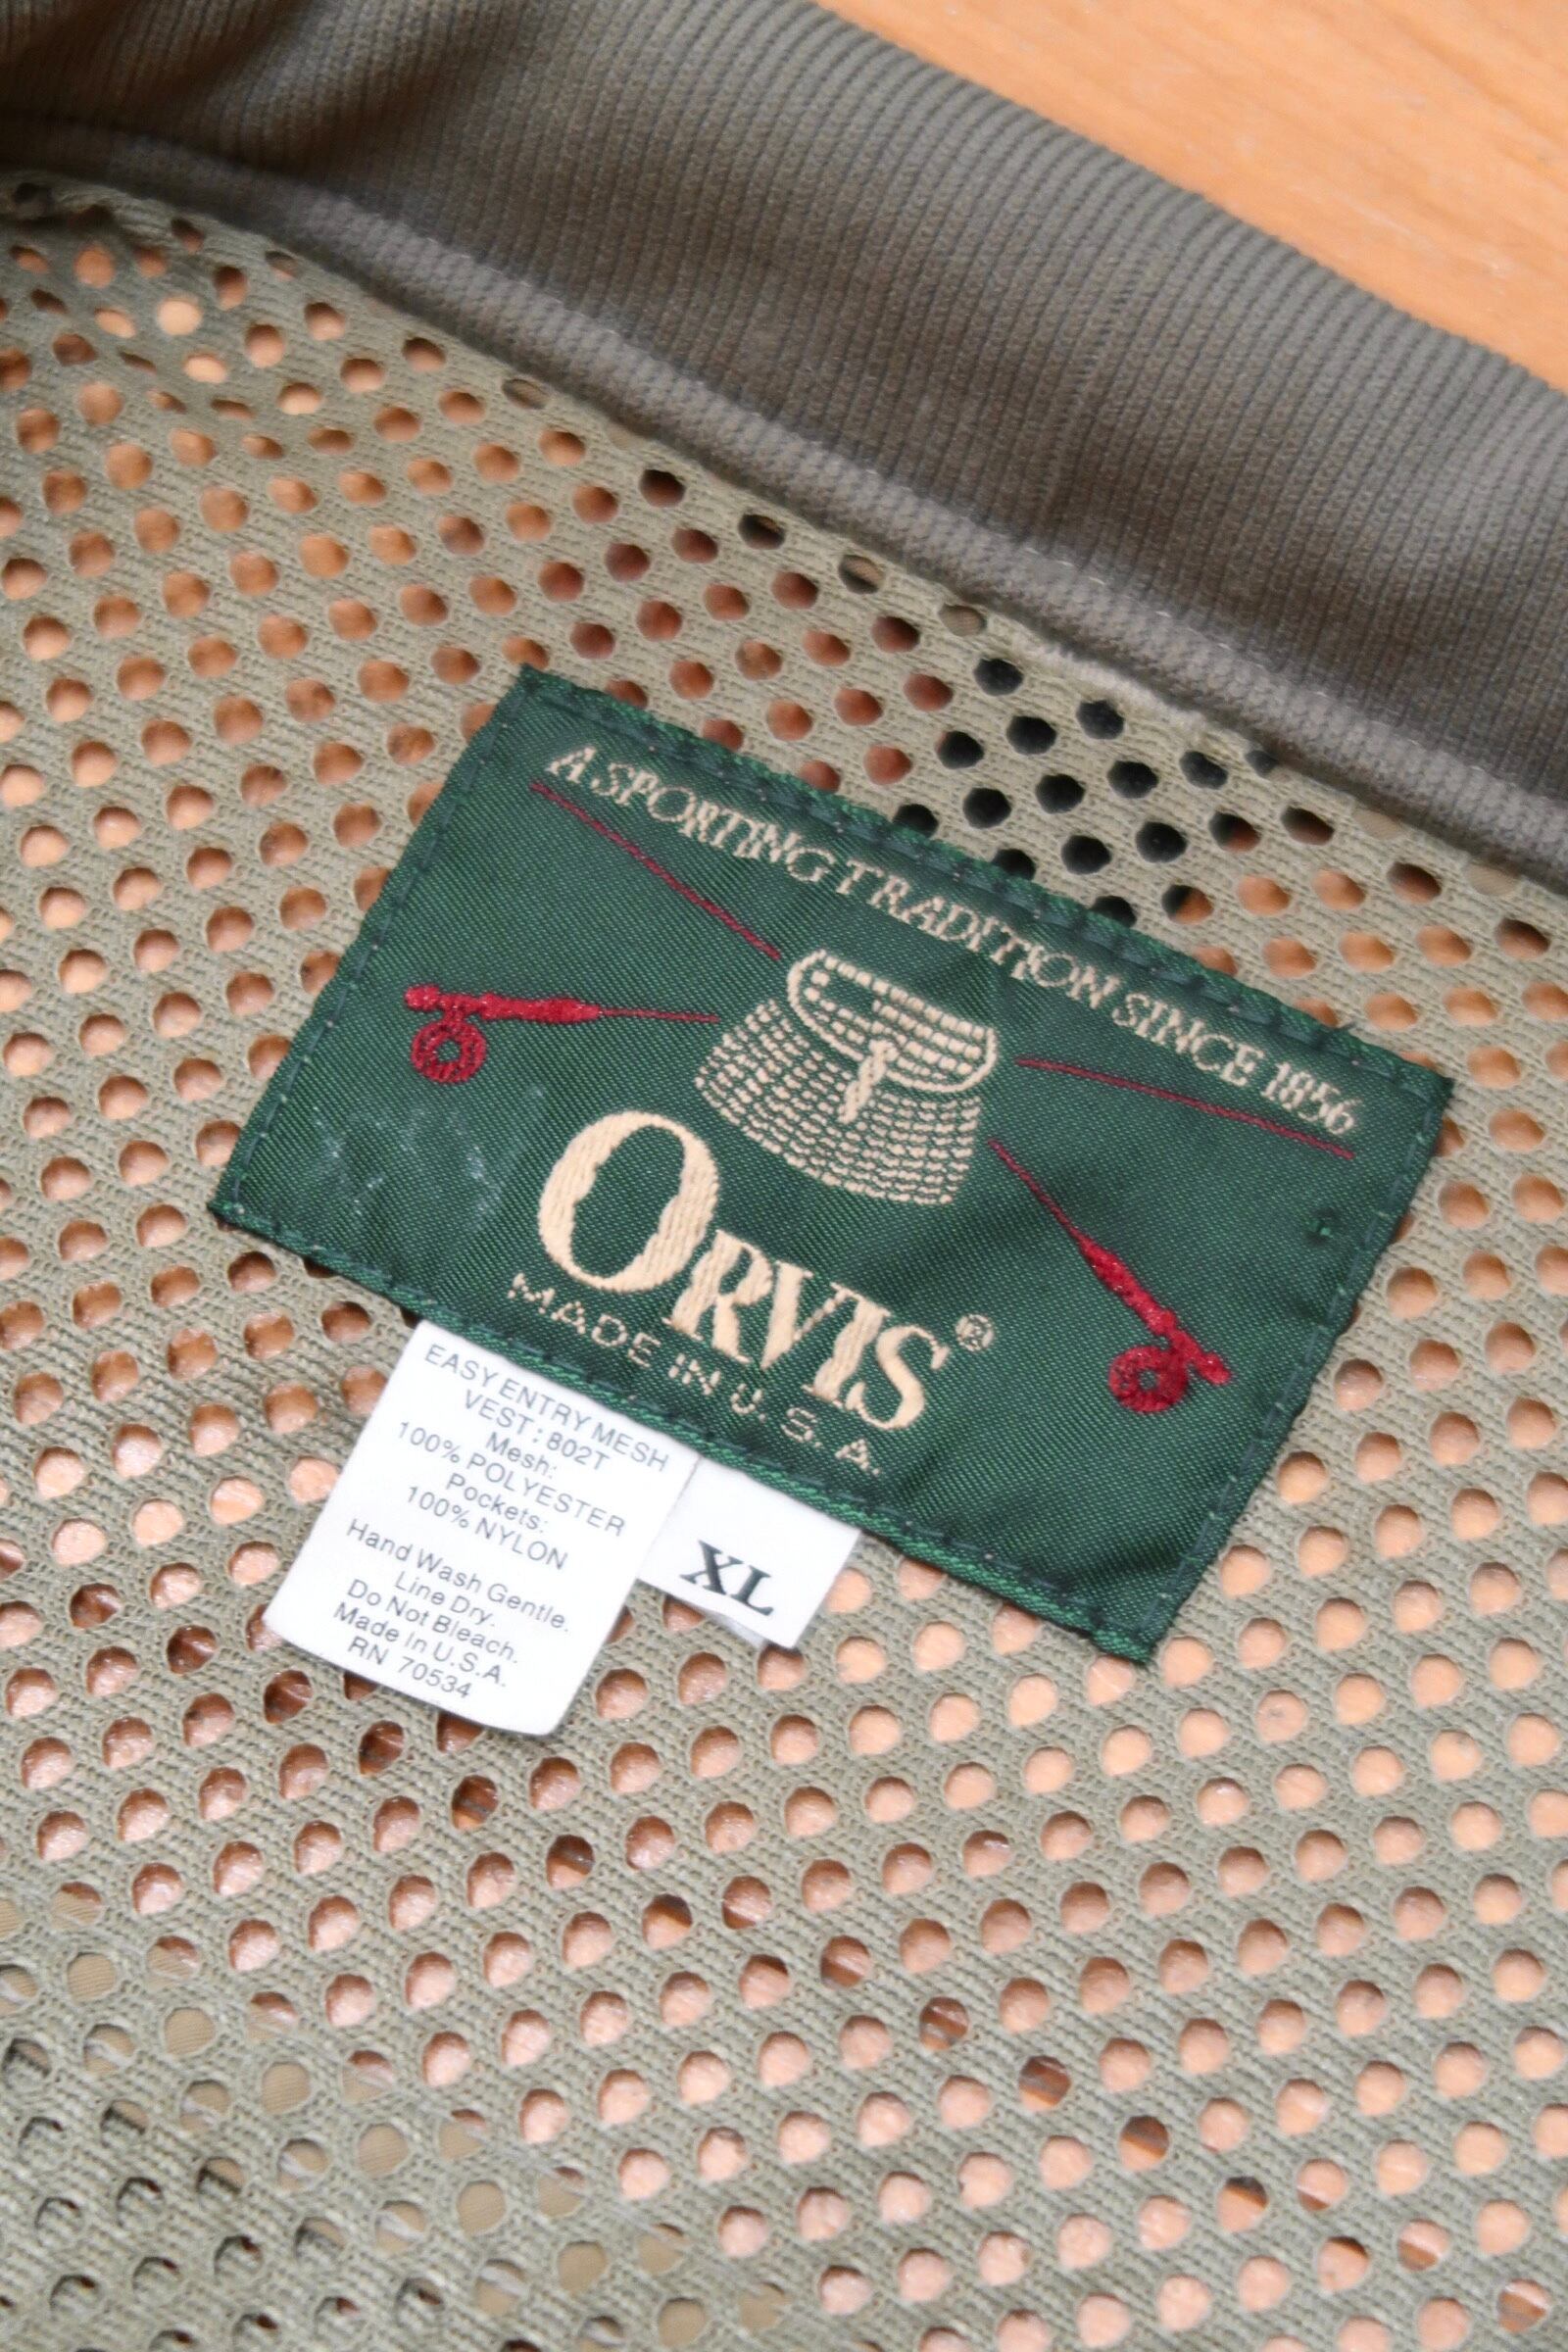 A SPORTING TRADITION SINCE 1856
ORVIS®
MADE IN U.S.A.
EASY ENTRY MESH
VEST: 802T
Mesh:
100% POLYESTER
Pockets:
100% NYLON
Hand Wash Gentle.
Line Dry.
Do Not Bleach.
Made In U.S.A.
RN 70534
XL